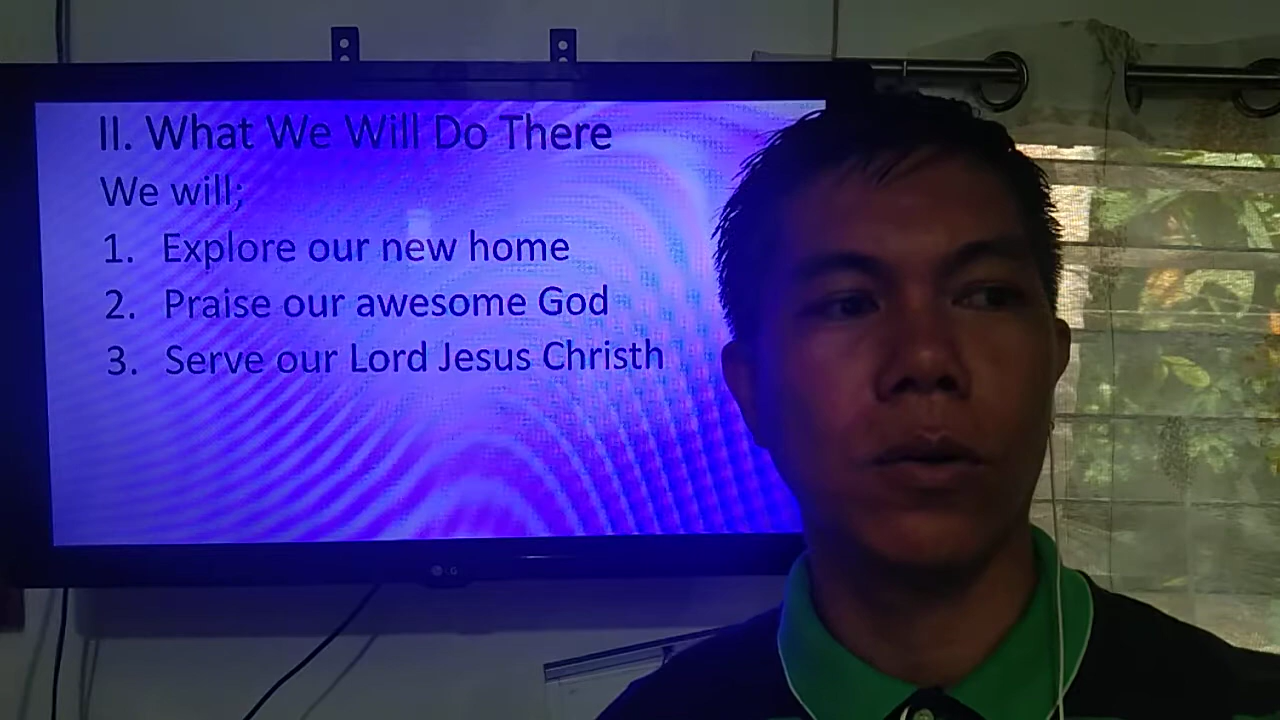 II. What We Will Do There
We will;
1. Explore our new home
2. Praise our awesome God
3. Serve our Lord Jesus Christh
LG